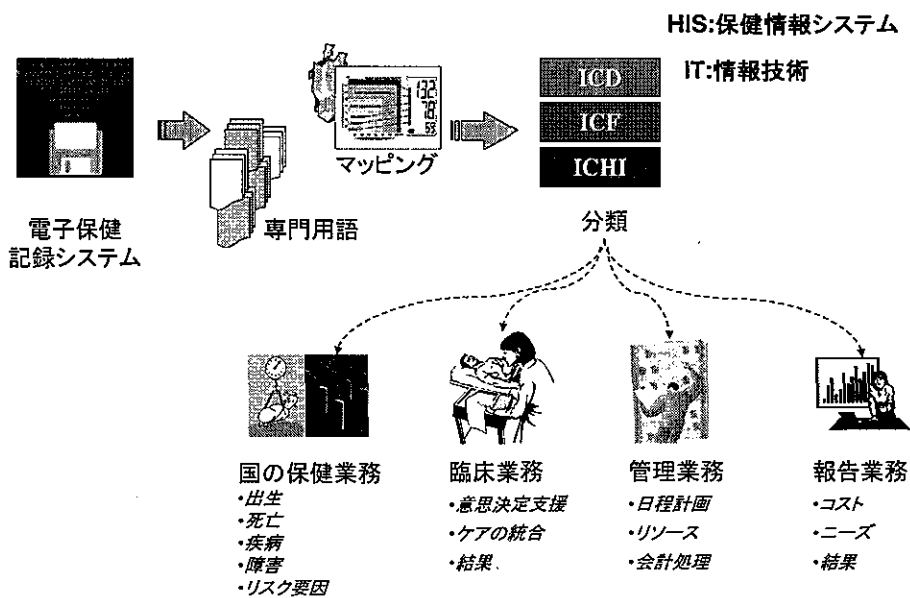 HIS:保健情報システム
IT:情報技術
132
78
59
ICD
ICF
ICHI
マッピング
専門用語
電子保健
記録システム
分類
国の保健業務
・出生
・死亡
・疾病
・障害
・リスク要因
臨床業務
・意思決定支援
・ケアの統合
・結果
管理業務
・日程計画
・リソース
・会計処理
報告業務
・コスト
・ニーズ
・結果